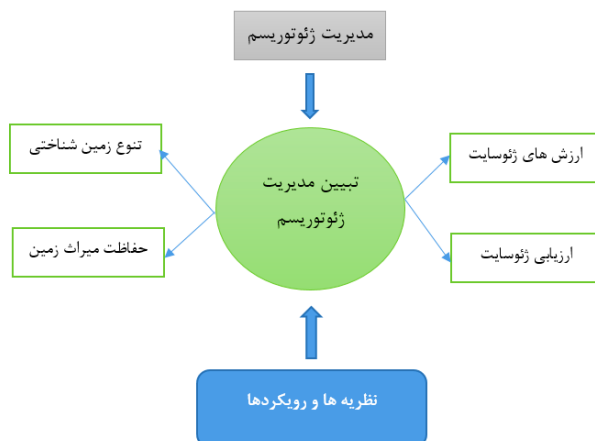 مدیریت ژئوتوریسم
تنوع زمین شناختی
ارزش های ژئوسایت
تبیین مدیریت
ژئوتوریسم
حفاظت میراث زمین
ارزیابی ژئوسایت
نظریه ها و رویکردها